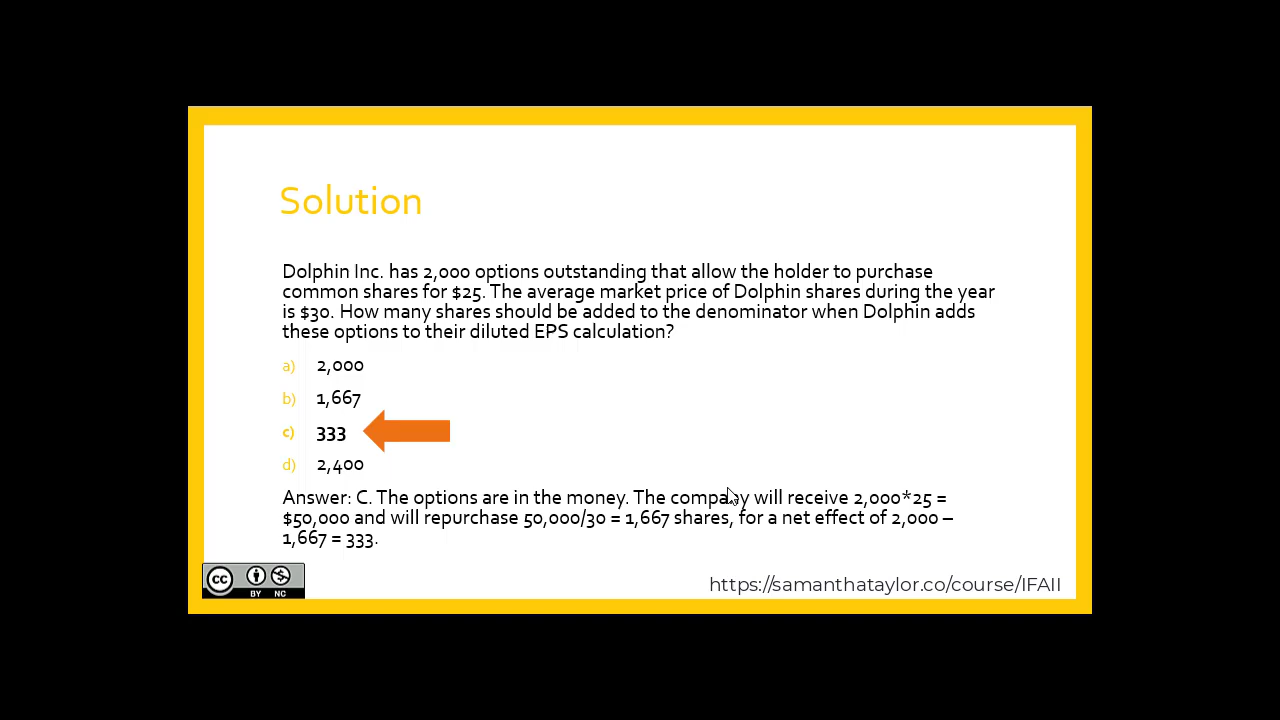 Solution
Dolphin Inc. has 2,000 options outstanding that allow the holder to purchase
common shares for $25. The average market price of Dolphin shares during the year
is $30. How many shares should be added to the denominator when Dolphin adds
these options to their diluted EPS calculation?
a) 2,000
b) 1,667
c) 333
d) 2,400
Answer: C. The options are in the money. The company will receive 2,000*25 =
$50,000 and will repurchase 50,000/30 = 1,667 shares, for a net effect of 2,000 –
1,667 = 333.
cc BY NC
https://samanthataylor.co/course/IFAII